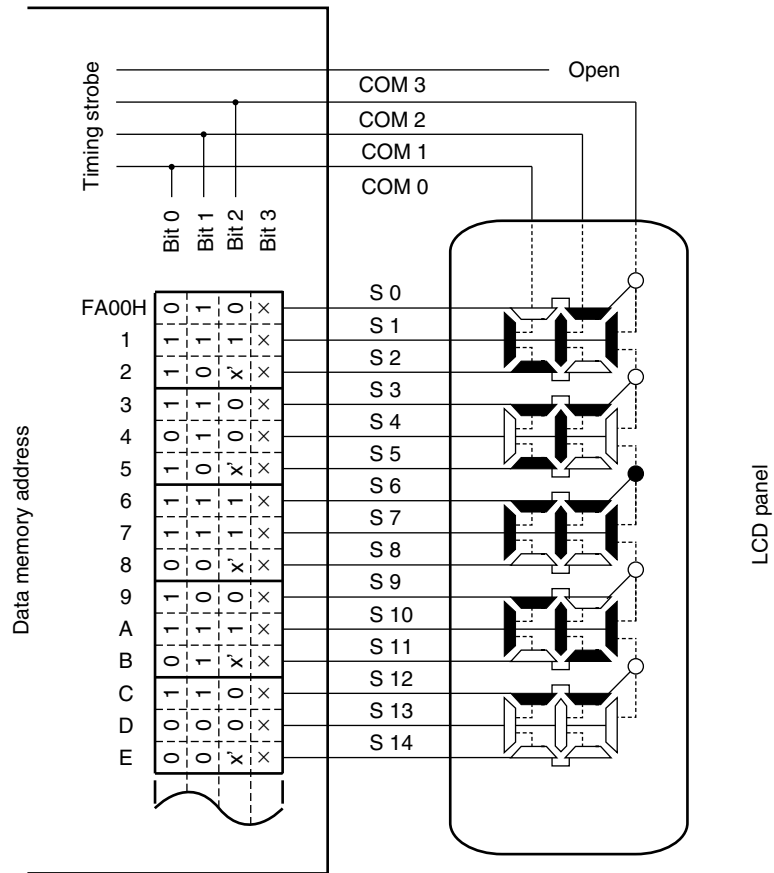 Timing strobe
Open
COM 3
COM 2
COM 1
COM 0
Bit 0
Bit 1
Bit 2
Bit 3
Data memory address
LCD panel
FA00H 0 1 0 × S 0
1 1 1 1 × S 1
2 1 0 x' × S 2
3 1 1 0 × S 3
4 0 1 0 × S 4
5 1 0 x' × S 5
6 1 1 1 × S 6
7 1 1 1 × S 7
8 0 0 x' × S 8
9 1 0 0 × S 9
A 1 1 1 × S 10
B 0 1 x' × S 11
C 1 1 0 × S 12
D 0 0 0 × S 13
E 0 0 x' × S 14